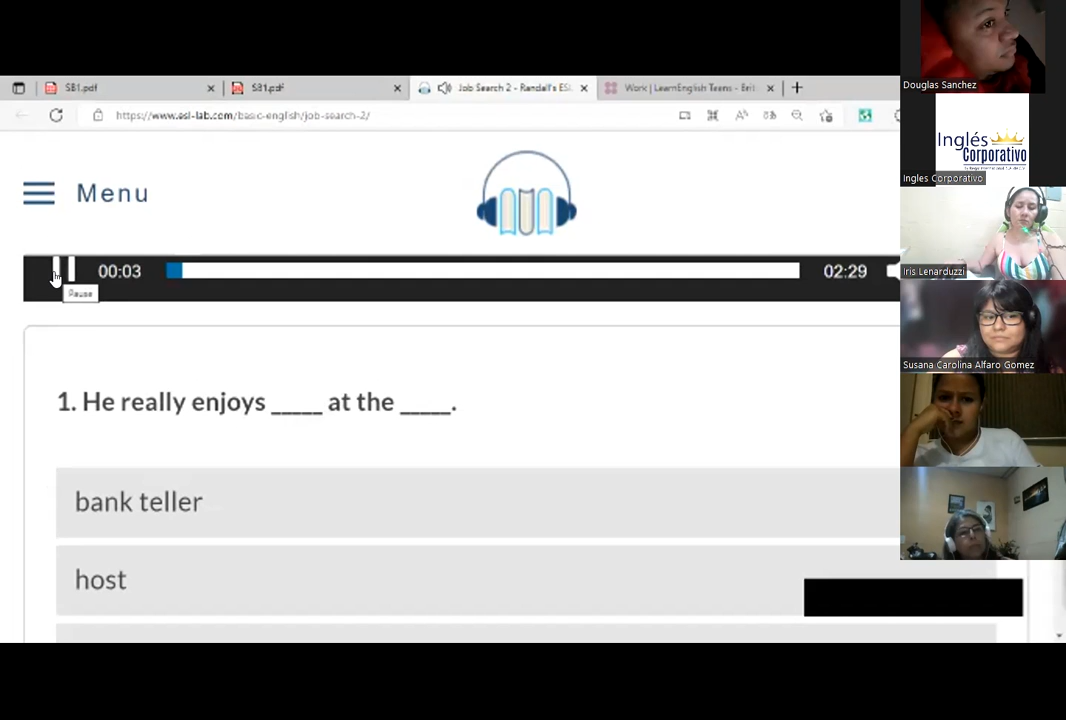 SB1.pdf
SB1.pdf
Job Search 2 - Randall's ESL
Work | LearnEnglish Teens - Briti
https://www.esl-lab.com/basic-english/job-search-2/
Menu
00:03
02:29
Pause
1. He really enjoys _____ at the _____.
bank teller
host
Douglas Sanchez
Inglés
Corporativo
Ingles Corporativo
Iris Lenarduzzi
Susana Carolina Alfaro Gomez